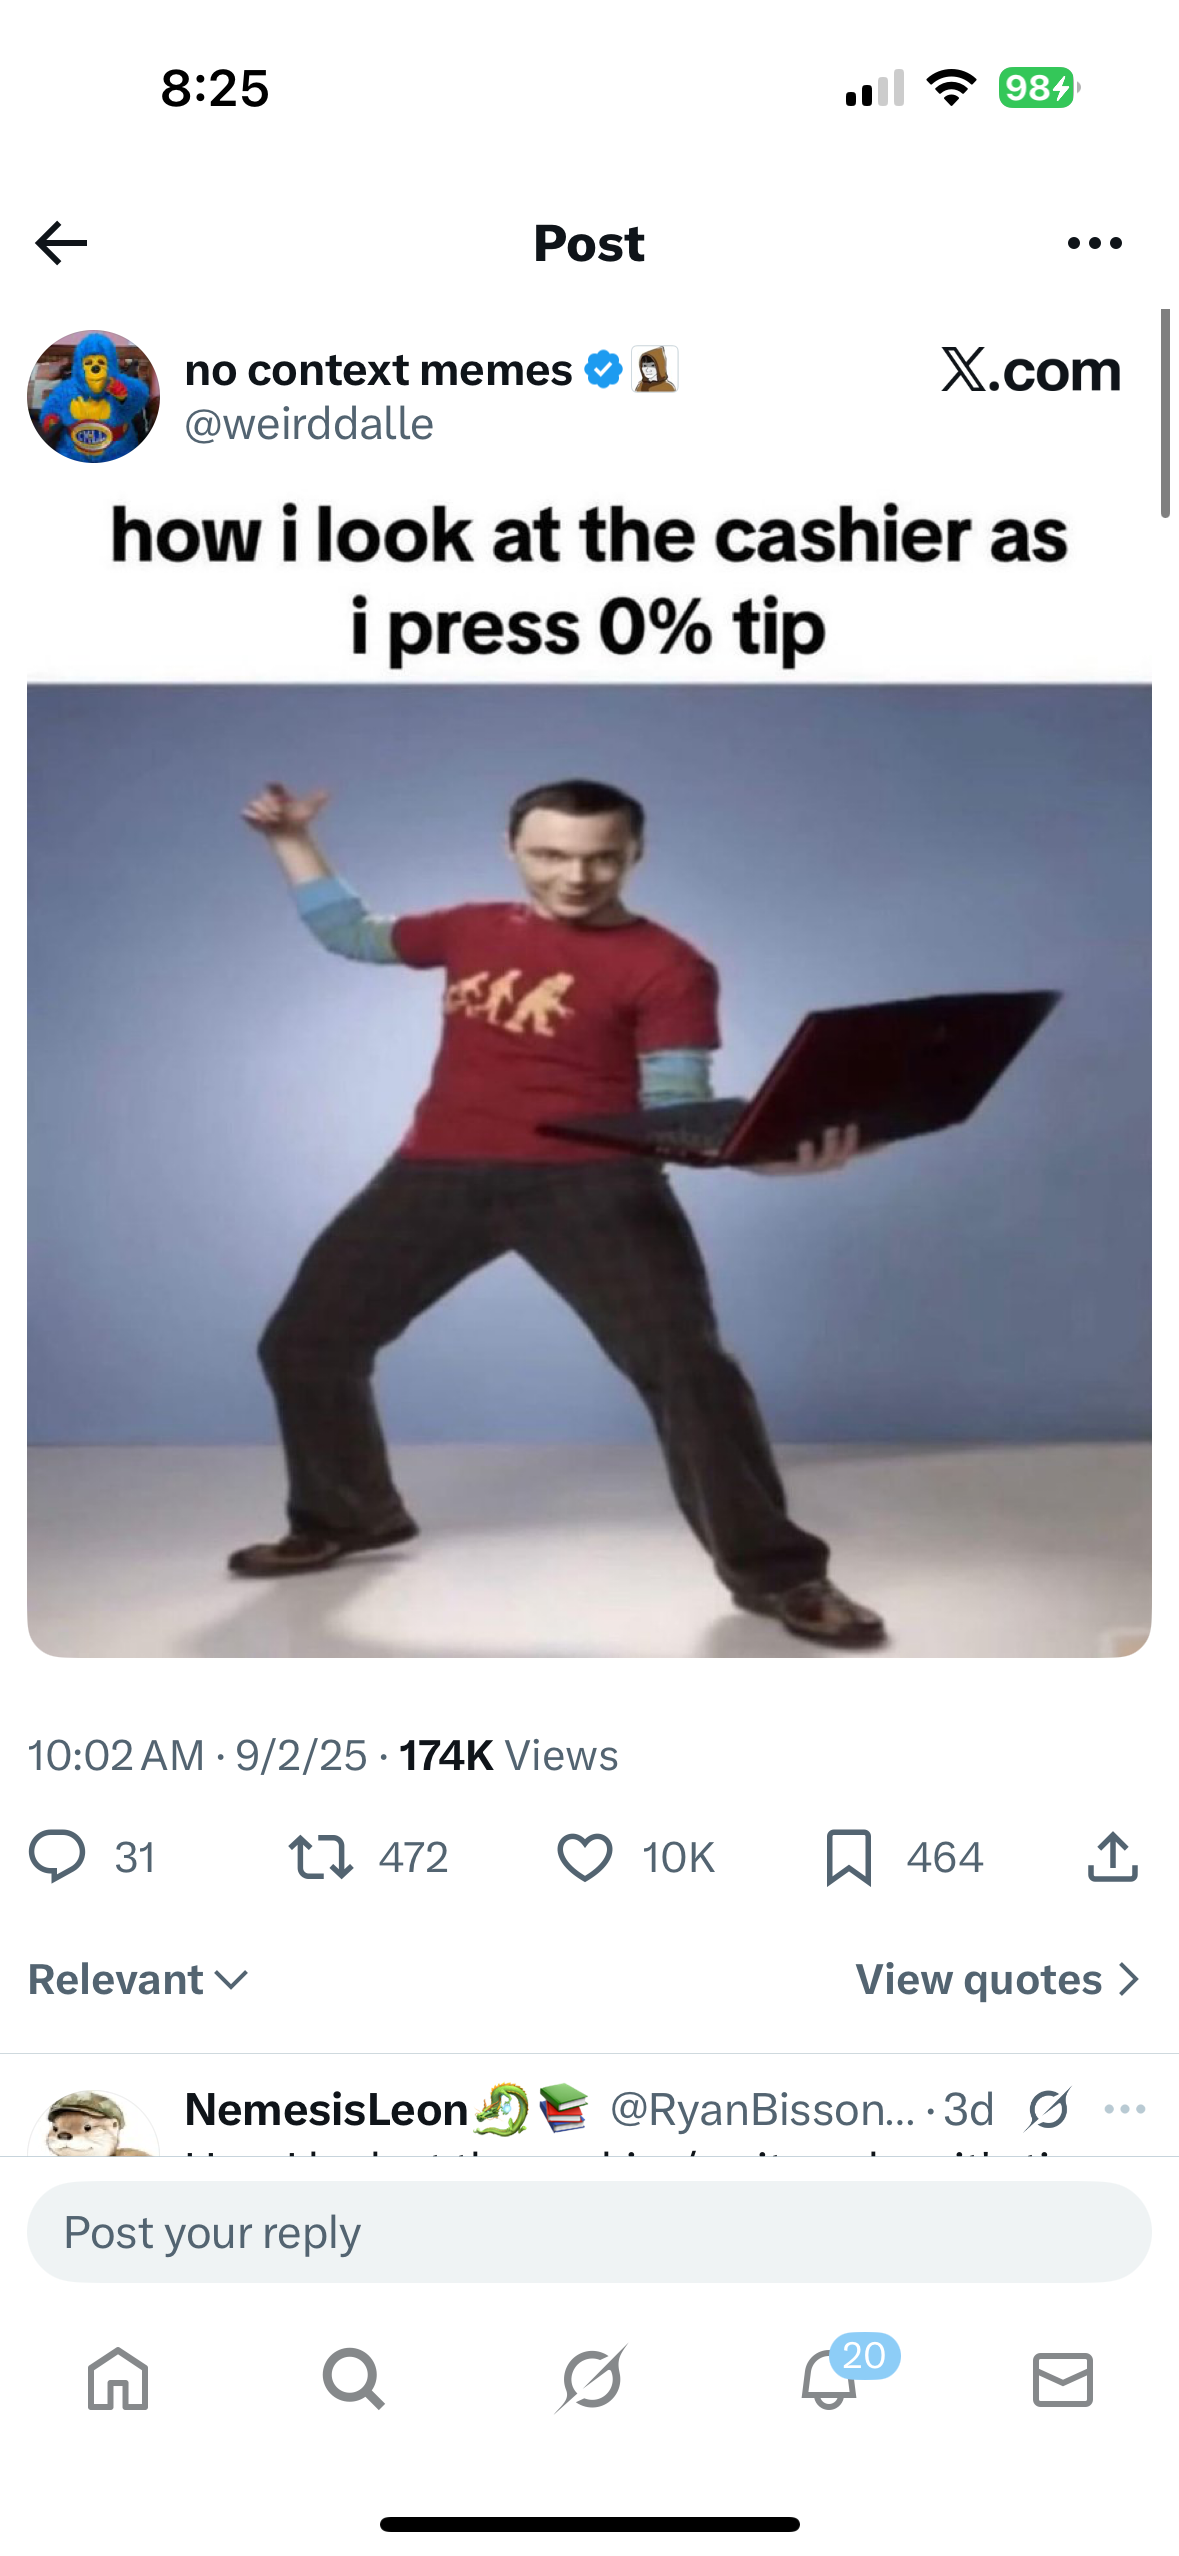 8:25
98
Post
no context memes
X.com
@weirddalle
how i look at the cashier as
i press 0% tip
10:02 AM · 9/2/25 · 174K Views
31
472
10K
464
Relevant
View quotes
NemesisLeon🐉📚 @RyanBisson... · 3d
Post your reply
20